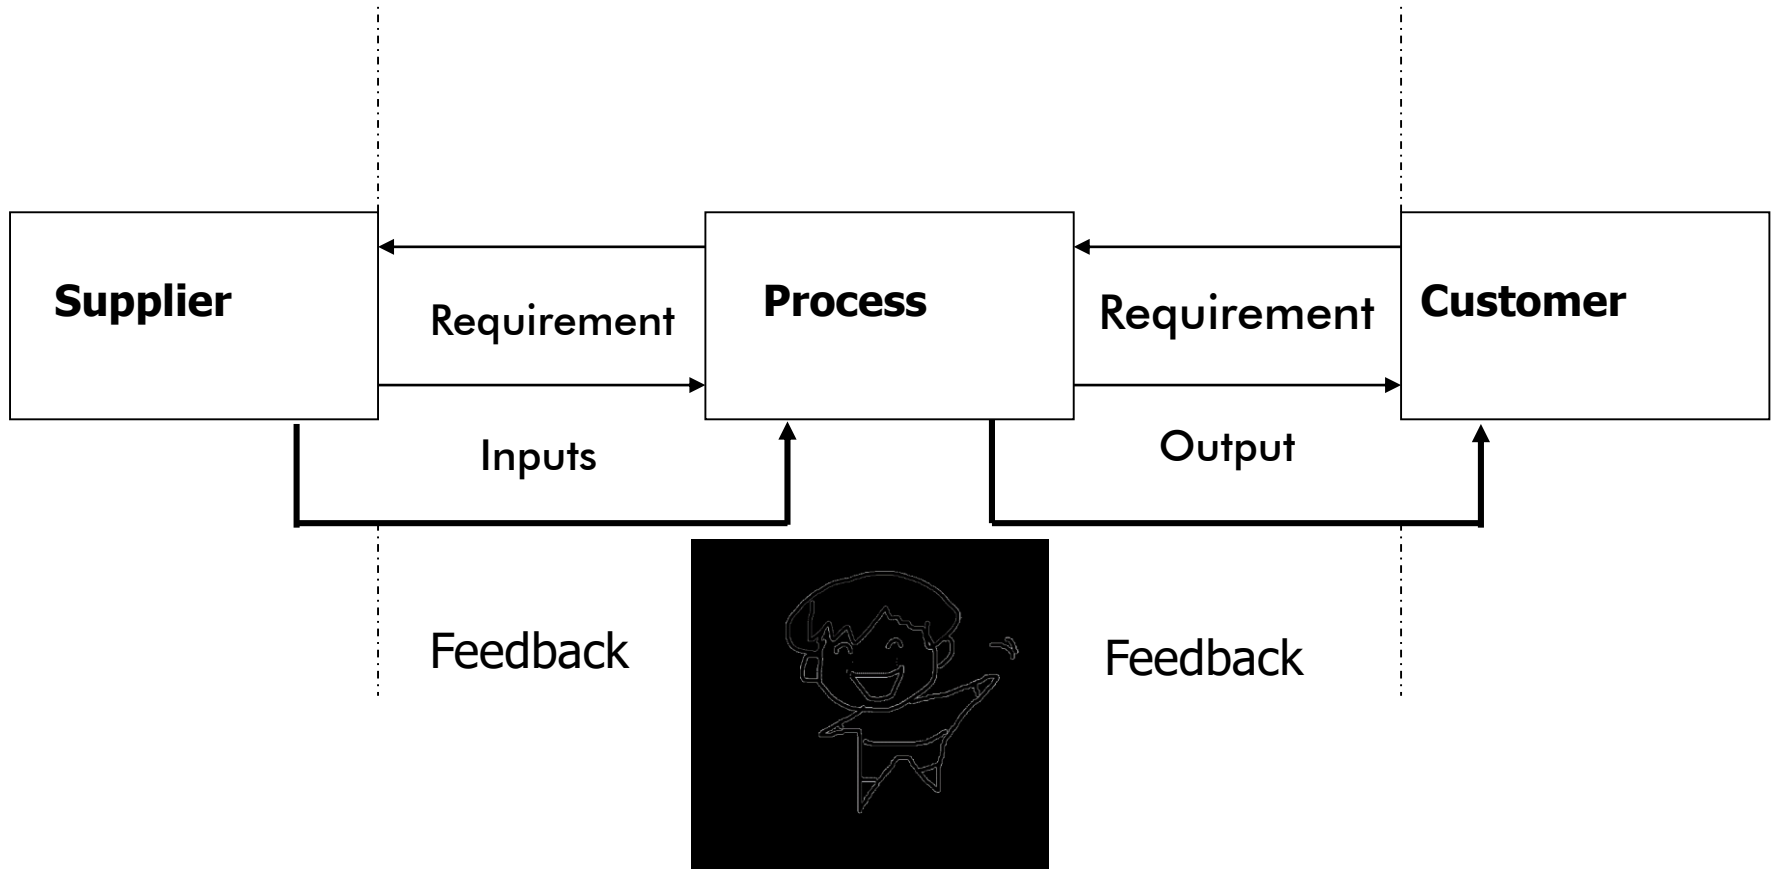 Supplier
Requirement
Process
Requirement
Customer
Inputs
Output
Feedback
Feedback